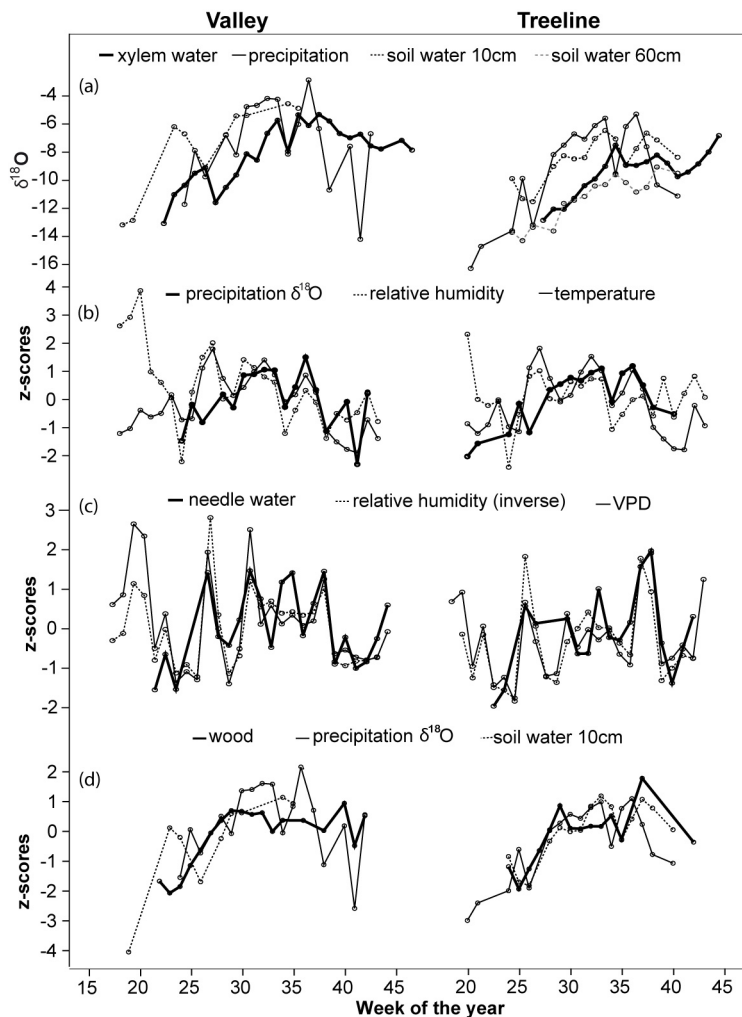 Valley Treeline
xylem water precipitation soil water 10cm soil water 60cm
(a)
-4
-6
-8
-10
-12
-14
-16
δ18O
precipitation δ18O relative humidity temperature
(b)
4
3
2
1
0
-1
-2
z-scores
needle water relative humidity (inverse) VPD
(c)
3
2
1
0
-1
-2
z-scores
wood precipitation δ18O soil water 10cm
(d)
2
1
0
-1
-2
-3
-4
z-scores
15 20 25 30 35 40 45 20 25 30 35 40 45
Week of the year